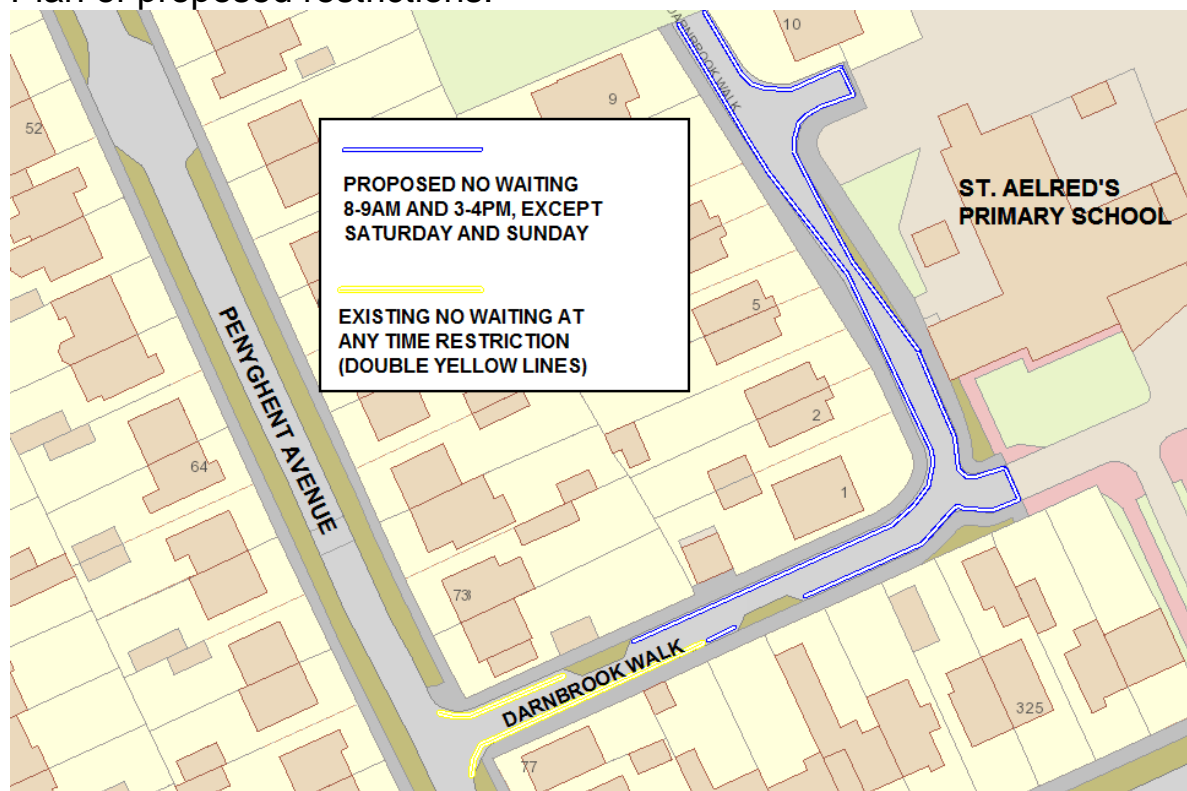 Plan of proposed restrictions.
DARNBROOK WALK
10
9
52
PROPOSED NO WAITING
8-9AM AND 3-4PM, EXCEPT
SATURDAY AND SUNDAY
EXISTING NO WAITING AT
ANY TIME RESTRICTION
(DOUBLE YELLOW LINES)
ST. AELRED'S
PRIMARY SCHOOL
5
PENYGHENT AVENUE
2
64
1
73
DARNBROOK WALK
325
77